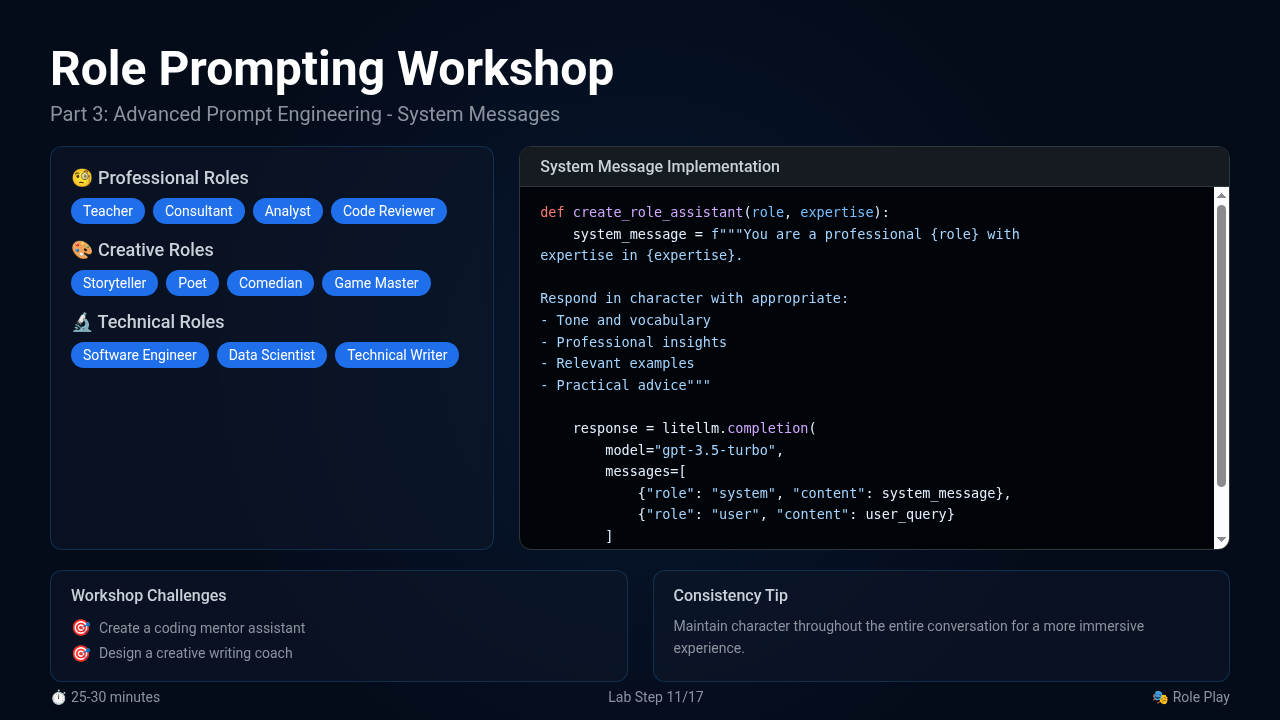 Role Prompting Workshop
Part 3: Advanced Prompt Engineering - System Messages
🧐 Professional Roles
Teacher Consultant Analyst Code Reviewer
🎨 Creative Roles
Storyteller Poet Comedian Game Master
🔬 Technical Roles
Software Engineer Data Scientist Technical Writer
System Message Implementation
def create_role_assistant(role, expertise):
    system_message = f"""You are a professional {role} with
expertise in {expertise}.

Respond in character with appropriate:
- Tone and vocabulary
- Professional insights
- Relevant examples
- Practical advice"""

    response = litellm.completion(
        model="gpt-3.5-turbo",
        messages=[
            {"role": "system", "content": system_message},
            {"role": "user", "content": user_query}
        ]
Workshop Challenges
🎯 Create a coding mentor assistant
🎯 Design a creative writing coach
Consistency Tip
Maintain character throughout the entire conversation for a more immersive
experience.
⏱️ 25-30 minutes
Lab Step 11/17
🎭 Role Play